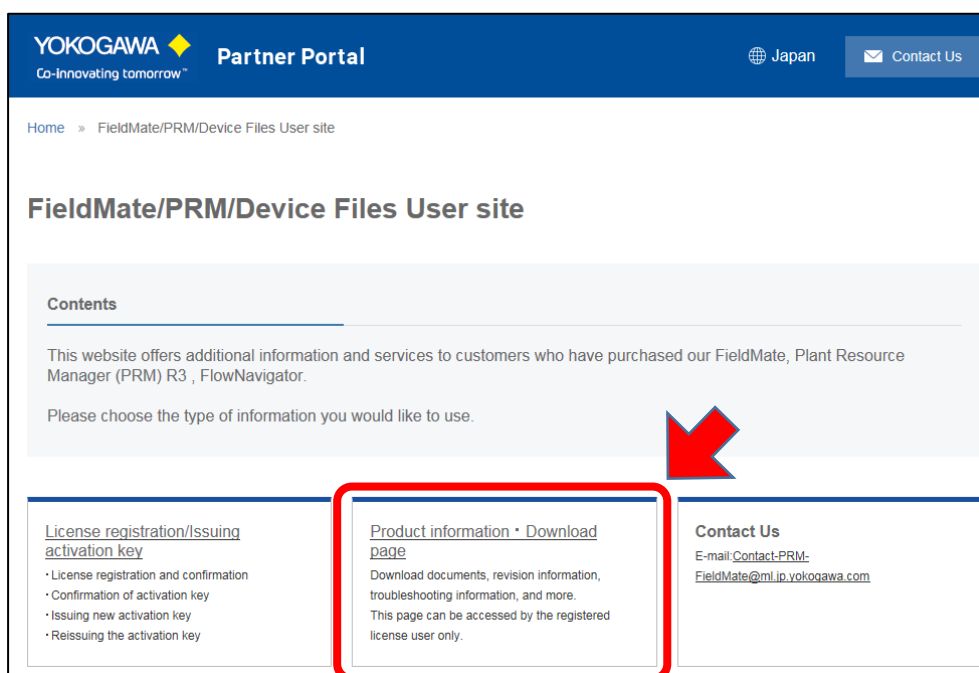 YOKOGAWA
Co-innovating tomorrow™
Partner Portal
Japan
Contact Us
Home » FieldMate/PRM/Device Files User site
FieldMate/PRM/Device Files User site
Contents
This website offers additional information and services to customers who have purchased our FieldMate, Plant Resource
Manager (PRM) R3 , FlowNavigator.
Please choose the type of information you would like to use.
License registration/Issuing
activation key
・License registration and confirmation
・Confirmation of activation key
・Issuing new activation key
・Reissuing the activation key
Product information・Download
page
Download documents, revision information,
troubleshooting information, and more.
This page can be accessed by the registered
license user only.
Contact Us
E-mail:Contact-PRM-
FieldMate@ml.jp.yokogawa.com